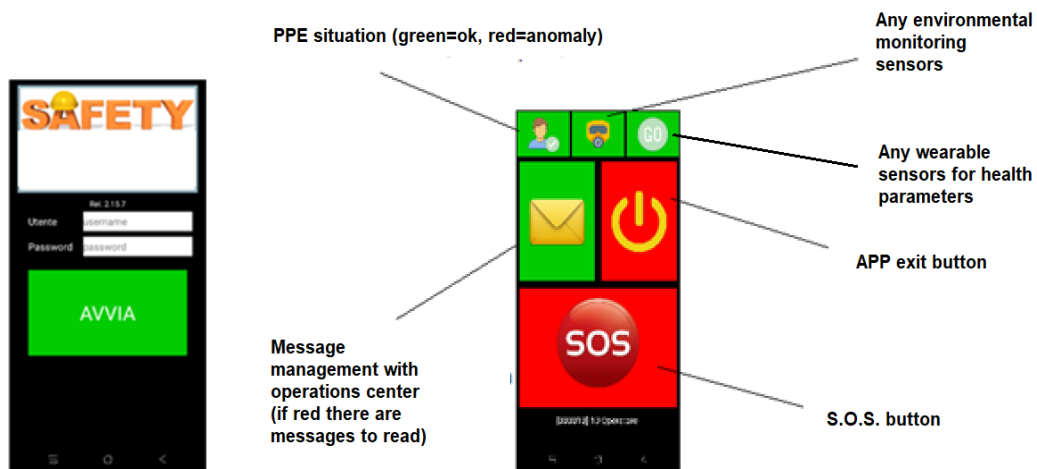 PPE situation (green=ok, red=anomaly)
Any environmental
monitoring
sensors
SAFETY
Rel. 2.15.7
Utente
username
Password
password
AVVIA
GO
Any wearable
sensors for health
parameters
APP exit button
SOS
Message
management with
operations center
(if red there are
messages to read)
S.O.S. button